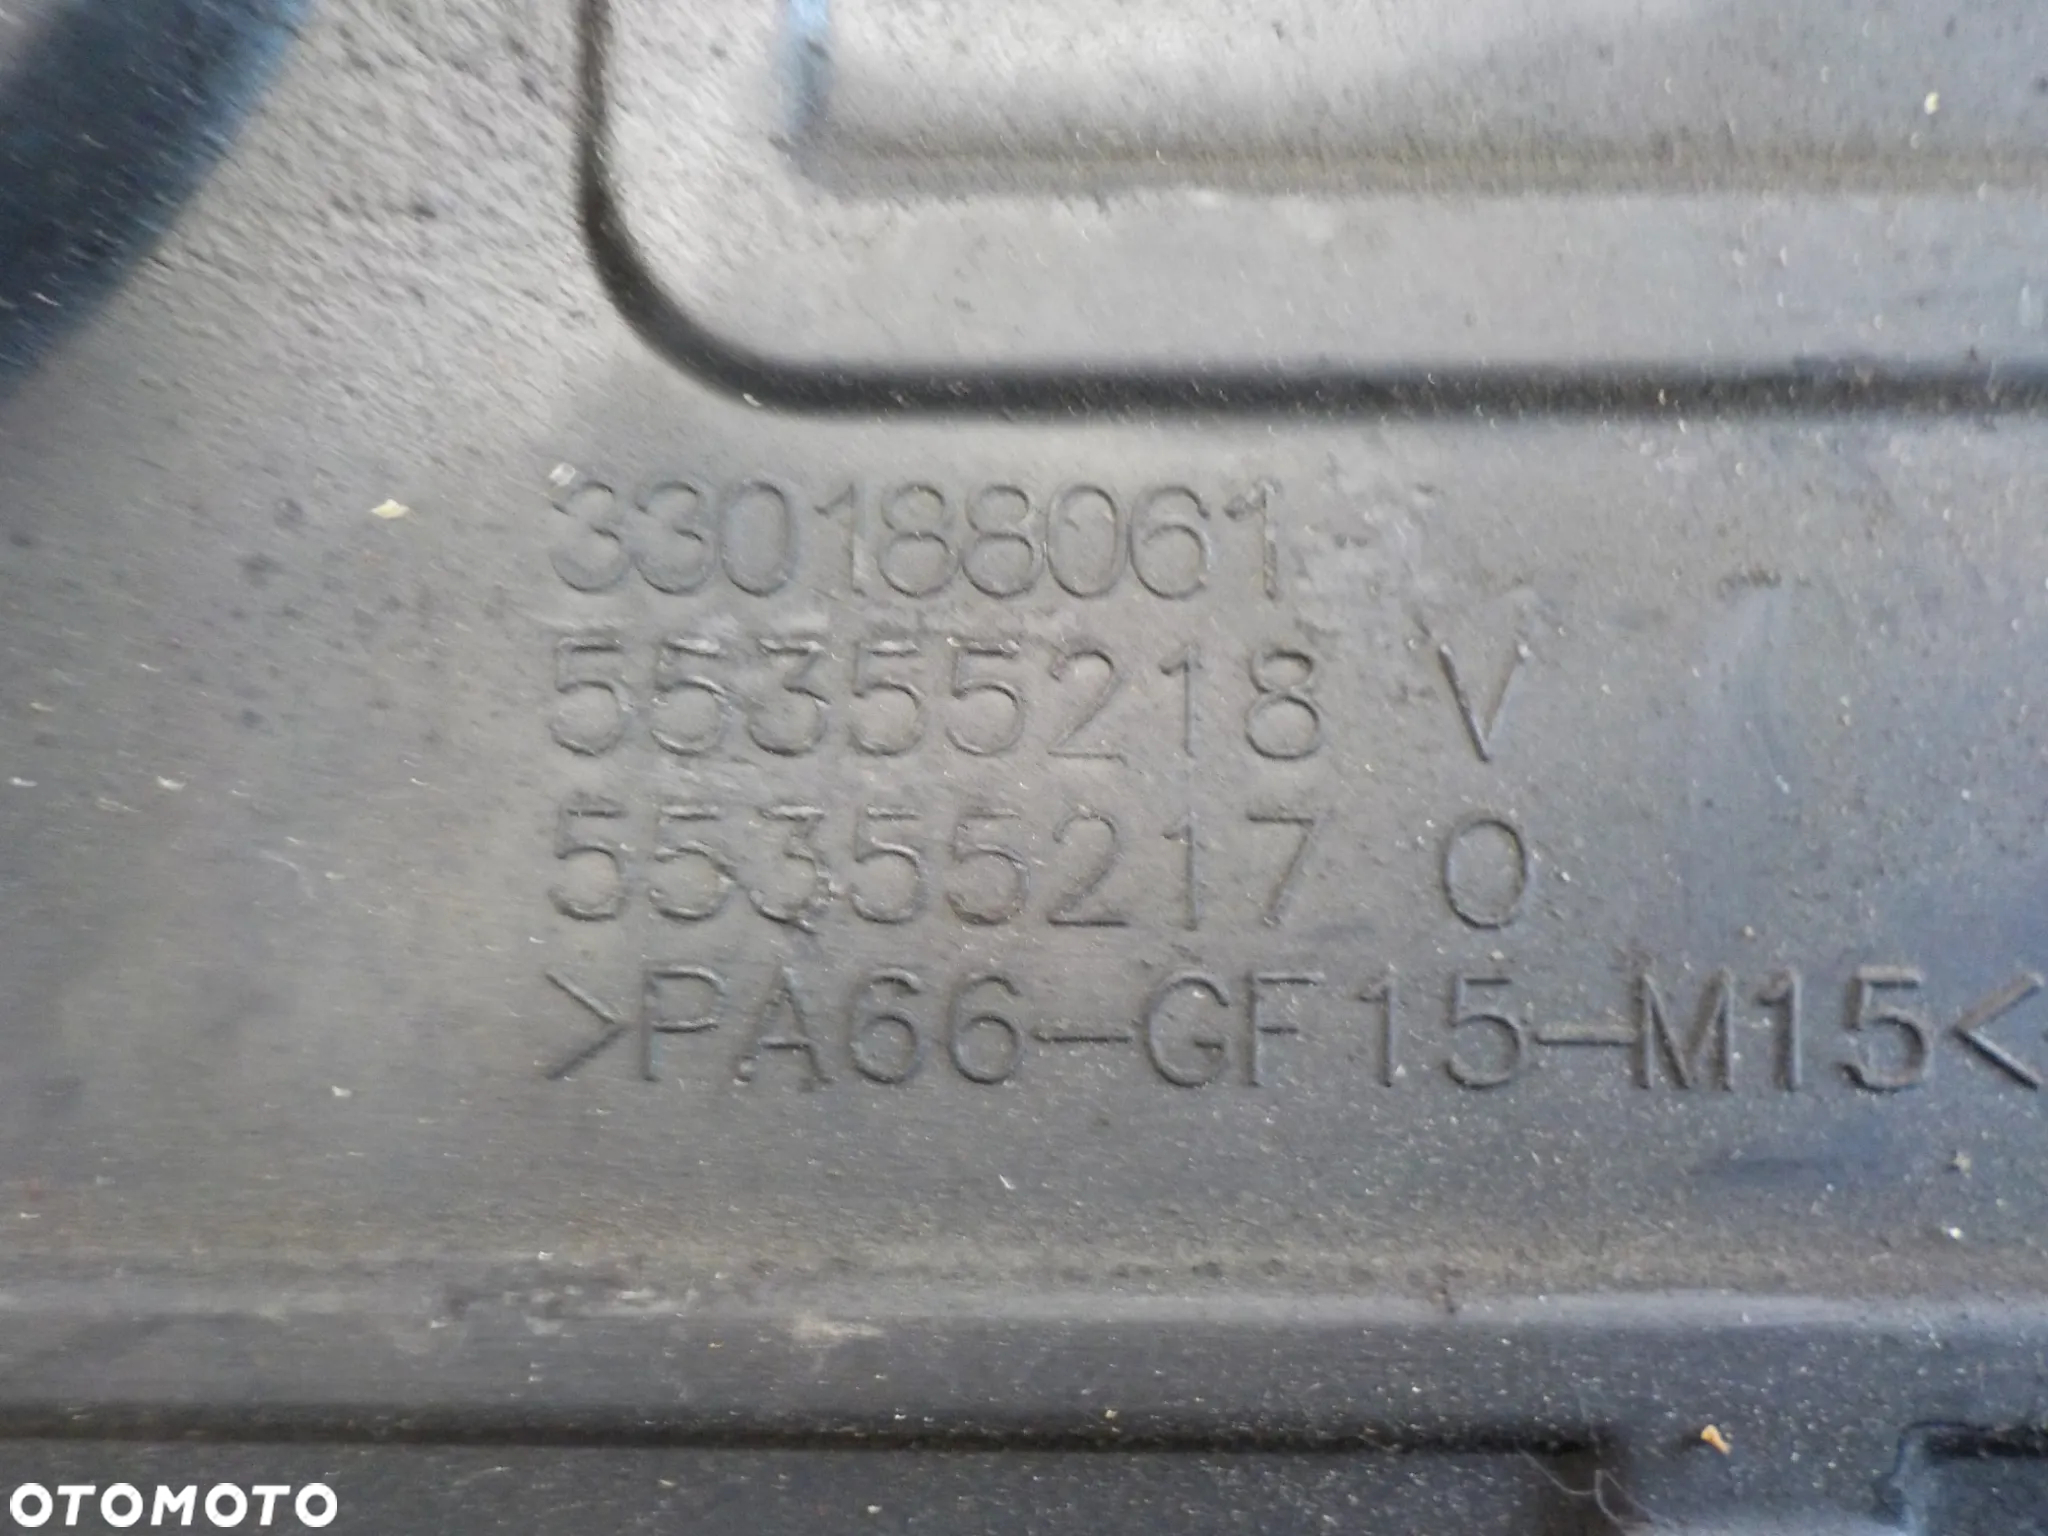 330188061
55355218 V
55355217 O
>PA66-GF15-M15<
OTOMOTO